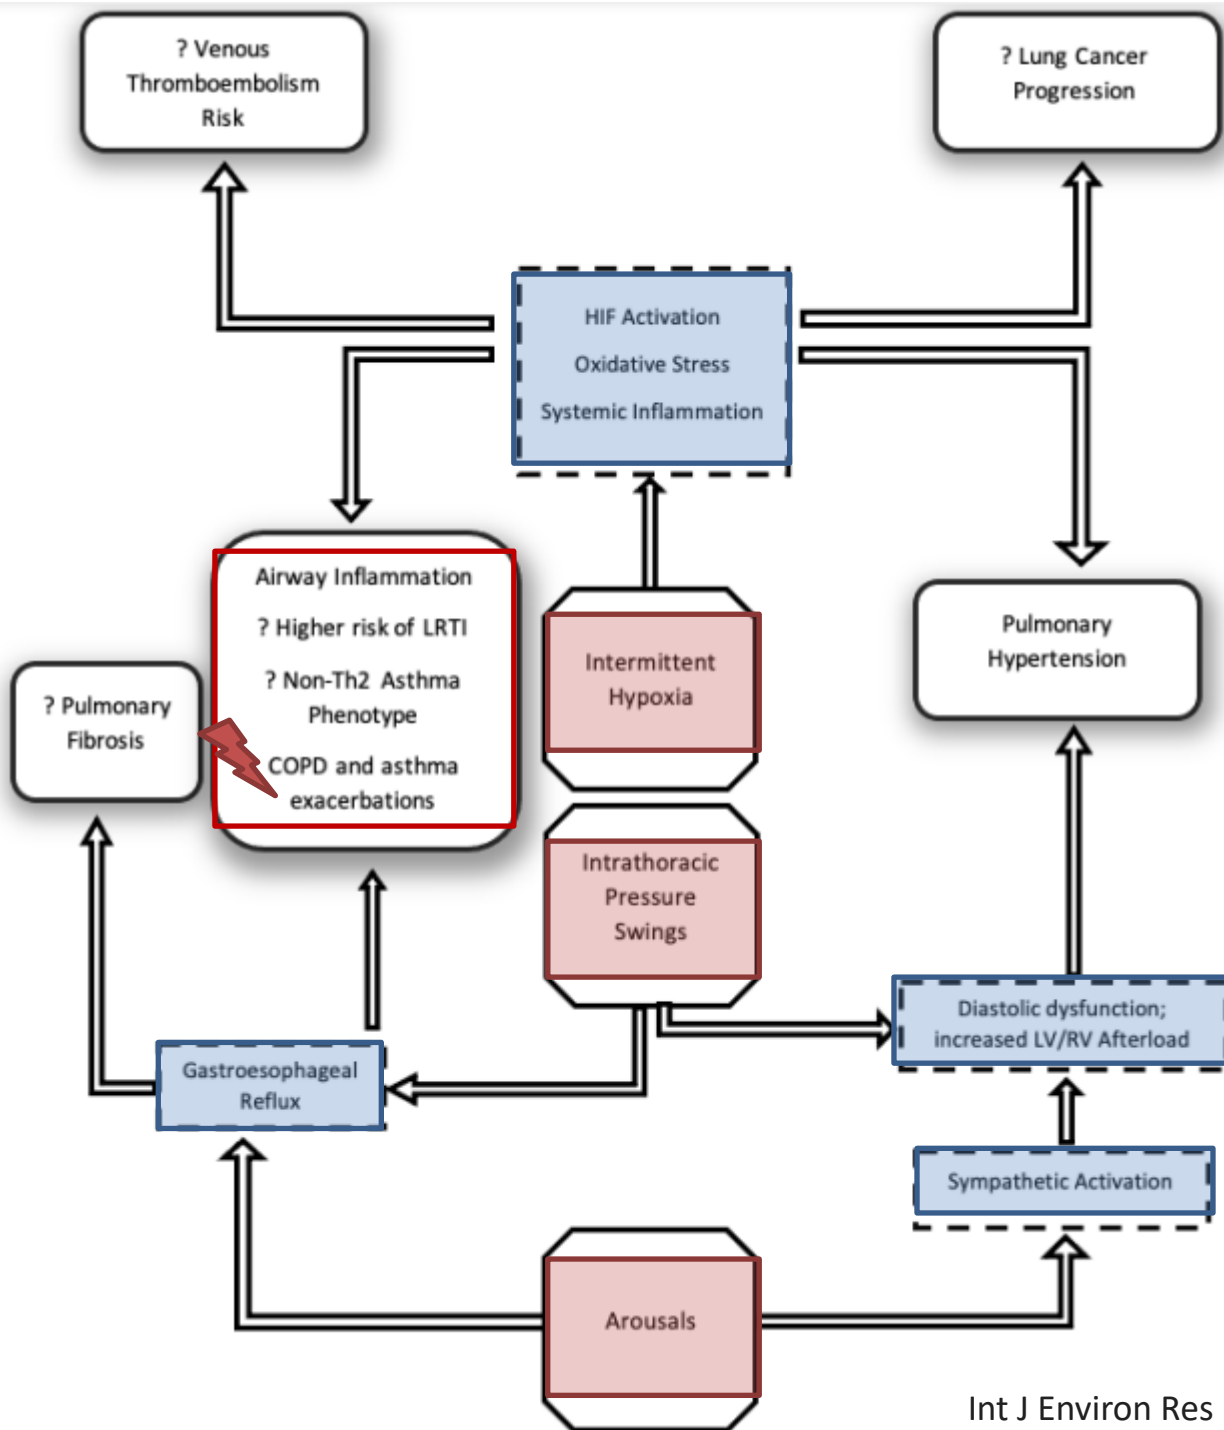 ? Venous
Thromboembolism
Risk
? Lung Cancer
Progression
HIF Activation
Oxidative Stress
Systemic Inflammation
Airway Inflammation
? Higher risk of LRTI
? Non-Th2 Asthma
Phenotype
COPD and asthma
exacerbations
? Pulmonary
Fibrosis
Intermittent
Hypoxia
Pulmonary
Hypertension
Intrathoracic
Pressure
Swings
Diastolic dysfunction;
increased LV/RV Afterload
Gastroesophageal
Reflux
Sympathetic Activation
Arousals
Int J Environ Res